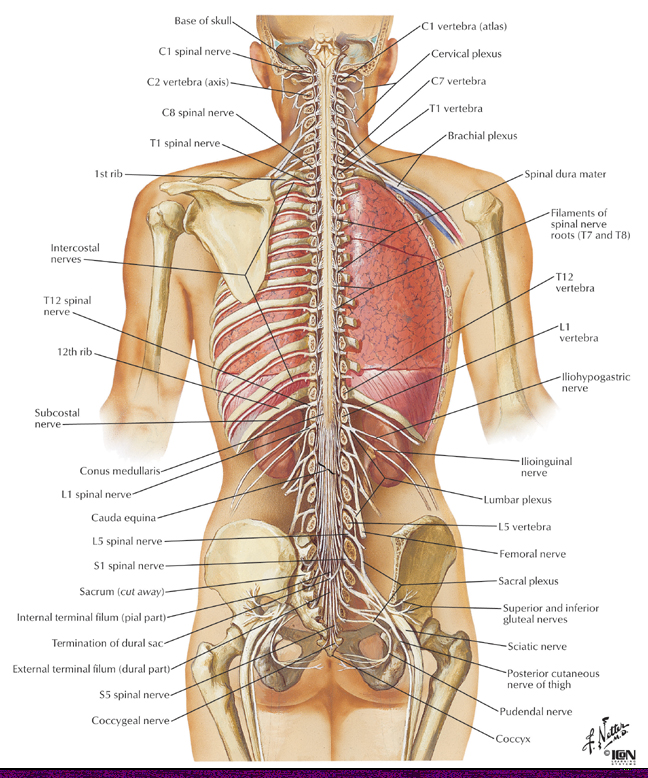 Base of skull
C1 spinal nerve
C2 vertebra (axis)
C8 spinal nerve
T1 spinal nerve
1st rib
Intercostal
nerves
T12 spinal
nerve
12th rib
Subcostal
nerve
Conus medullaris
L1 spinal nerve
Cauda equina
L5 spinal nerve
S1 spinal nerve
Sacrum (cut away)
Internal terminal filum (pial part)
Termination of dural sac
External terminal filum (dural part)
S5 spinal nerve
Coccygeal nerve
C1 vertebra (atlas)
Cervical plexus
C7 vertebra
T1 vertebra
Brachial plexus
Spinal dura mater
Filaments of
spinal nerve
roots (T7 and T8)
T12
vertebra
L1
vertebra
Iliohypogastric
nerve
Ilioinguinal
nerve
Lumbar plexus
L5 vertebra
Femoral nerve
Sacral plexus
Superior and inferior
gluteal nerves
Sciatic nerve
Posterior cutaneous
nerve of thigh
Pudendal nerve
Coccyx
F. Netter
M.D.
© ICON